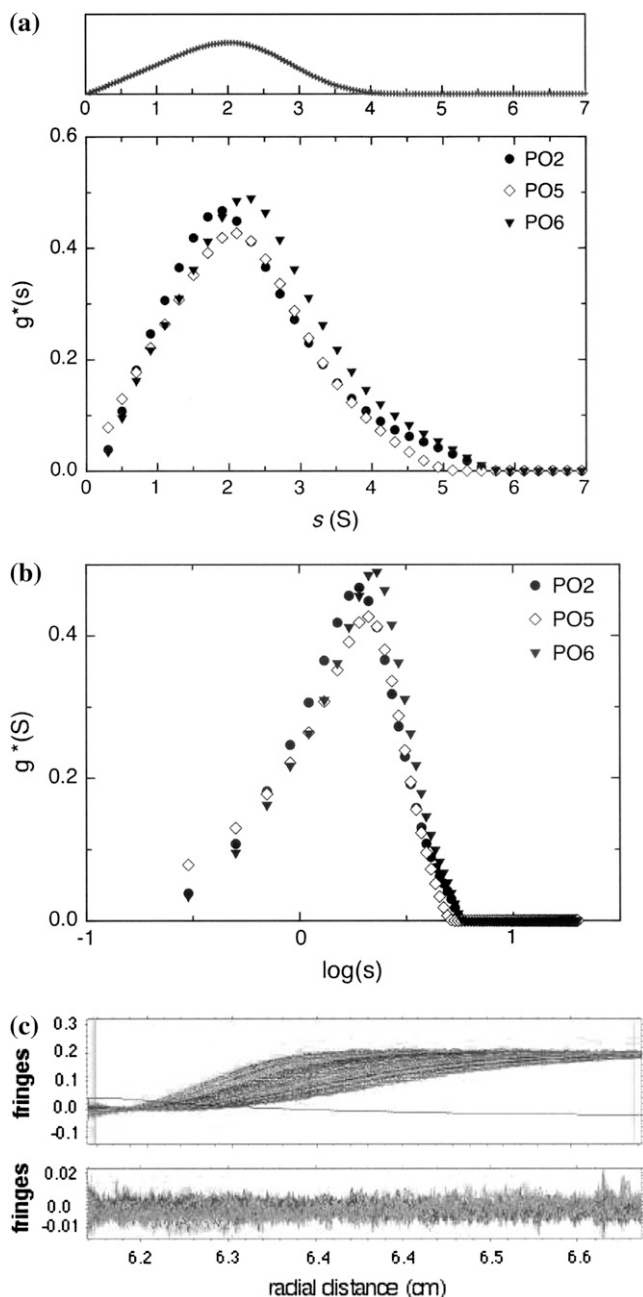 (a)
0 1 2 3 4 5 6 7
0.6
PO2
PO5
PO6
0.4
g*(s)
0.2
0.0
0 1 2 3 4 5 6 7
s (S)
(b)
PO2
PO5
PO6
0.4
g*(S)
0.2
0.0
-1 0 1
log(s)
(c)
0.3
0.2
fringes
0.1
0.0
-0.1
0.02
fringes
0.0
-0.01
6.2 6.3 6.4 6.4 6.5 6.6
radial distance (cm)